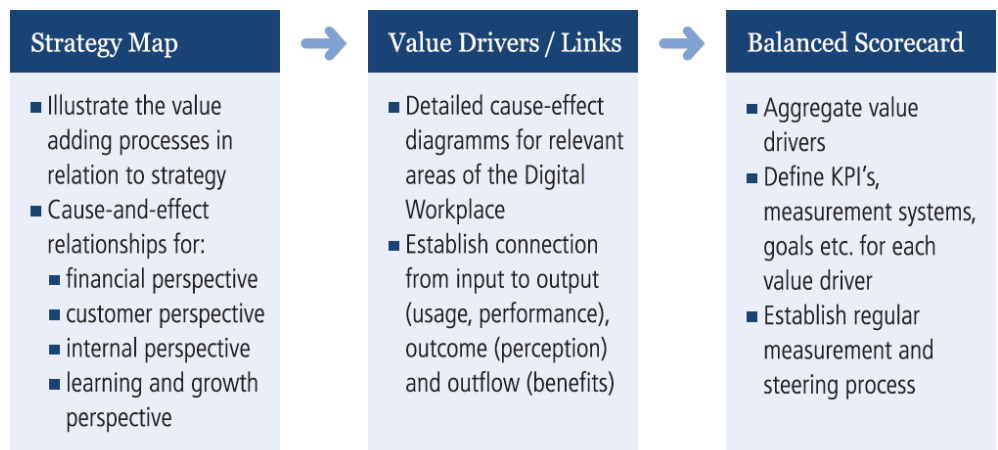 Strategy Map
■ Illustrate the value
adding processes in
relation to strategy
■ Cause-and-effect
relationships for:
■ financial perspective
■ customer perspective
■ internal perspective
■ learning and growth
perspective
Value Drivers / Links
■ Detailed cause-effect
diagramms for relevant
areas of the Digital
Workplace
■ Establish connection
from input to output
(usage, performance),
outcome (perception)
and outflow (benefits)
Balanced Scorecard
■ Aggregate value
drivers
■ Define KPI's,
measurement systems,
goals etc. for each
value driver
■ Establish regular
measurement and
steering process